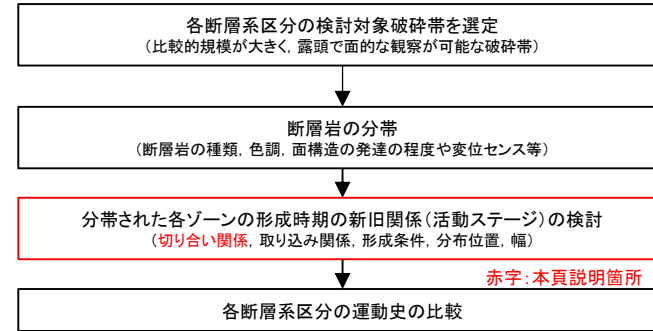 各断層系区分の検討対象破砕帯を選定
(比較的規模が大きく，露頭で面的な観察が可能な破砕帯)
断層岩の分帯
(断層岩の種類，色調，面構造の発達の程度や変位センス等)
分帯された各ゾーンの形成時期の新旧関係(活動ステージ)の検討
(切り合い関係，取り込み関係，形成条件，分布位置，幅)
赤字：本頁説明箇所
各断層系区分の運動史の比較